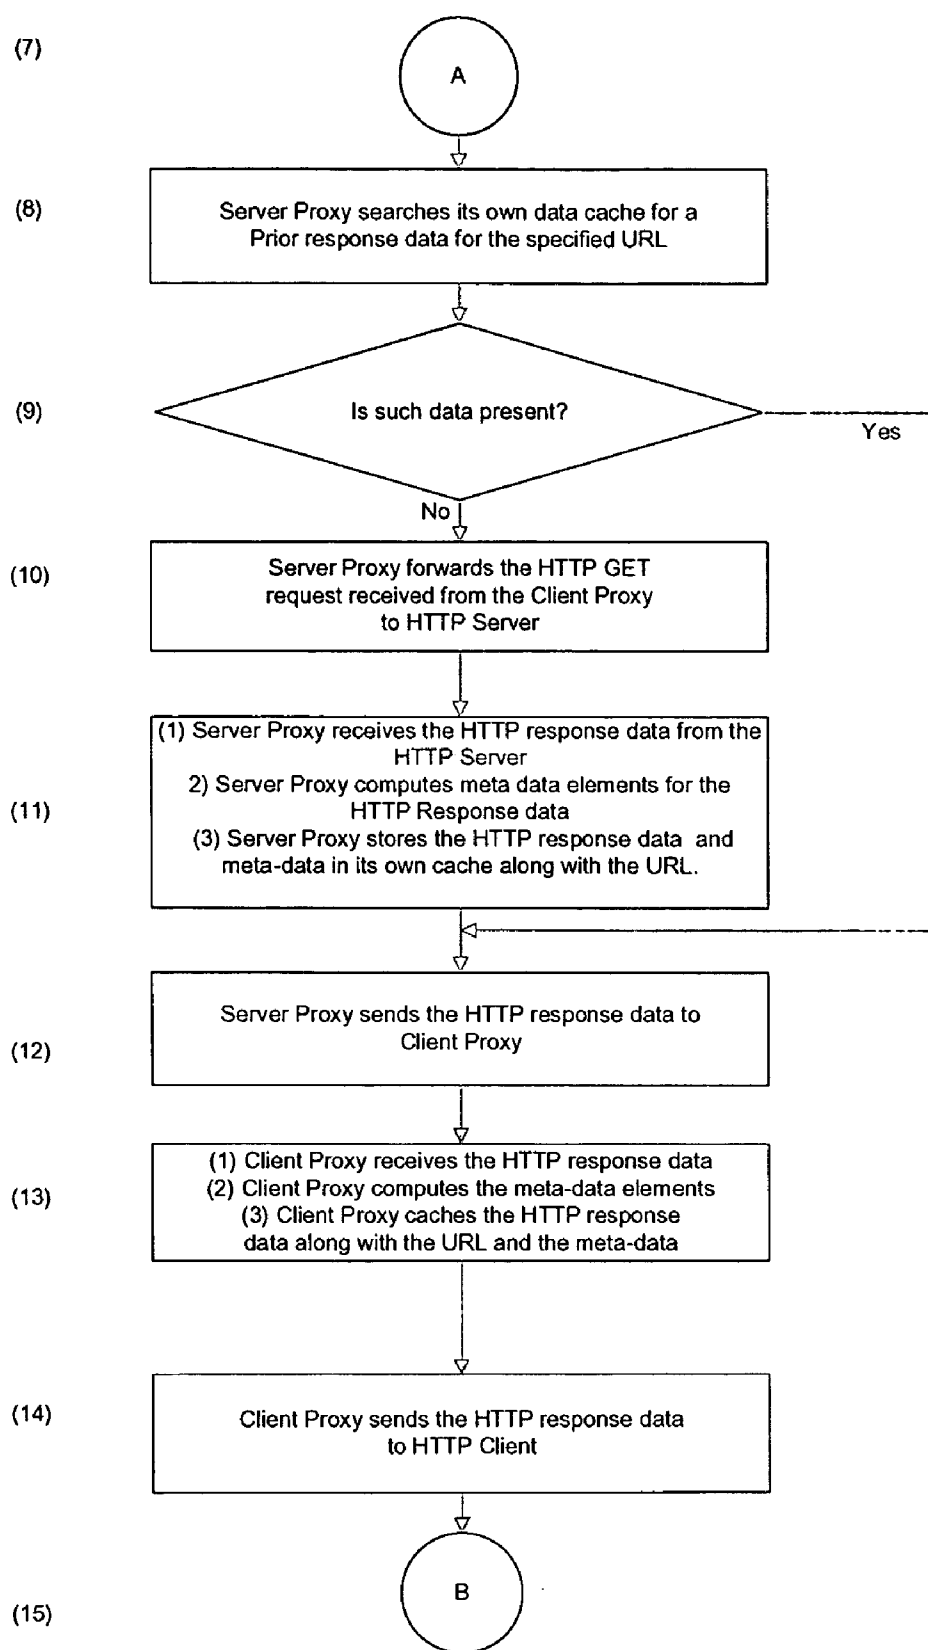 (7)
A
(8)
Server Proxy searches its own data cache for a
Prior response data for the specified URL
(9)
Is such data present?
Yes
No
(10)
Server Proxy forwards the HTTP GET
request received from the Client Proxy
to HTTP Server
(11)
(1) Server Proxy receives the HTTP response data from the
HTTP Server
2) Server Proxy computes meta data elements for the
HTTP Response data
(3) Server Proxy stores the HTTP response data and
meta-data in its own cache along with the URL.
(12)
Server Proxy sends the HTTP response data to
Client Proxy
(13)
(1) Client Proxy receives the HTTP response data
(2) Client Proxy computes the meta-data elements
(3) Client Proxy caches the HTTP response
data along with the URL and the meta-data
(14)
Client Proxy sends the HTTP response data
to HTTP Client
B
(15)